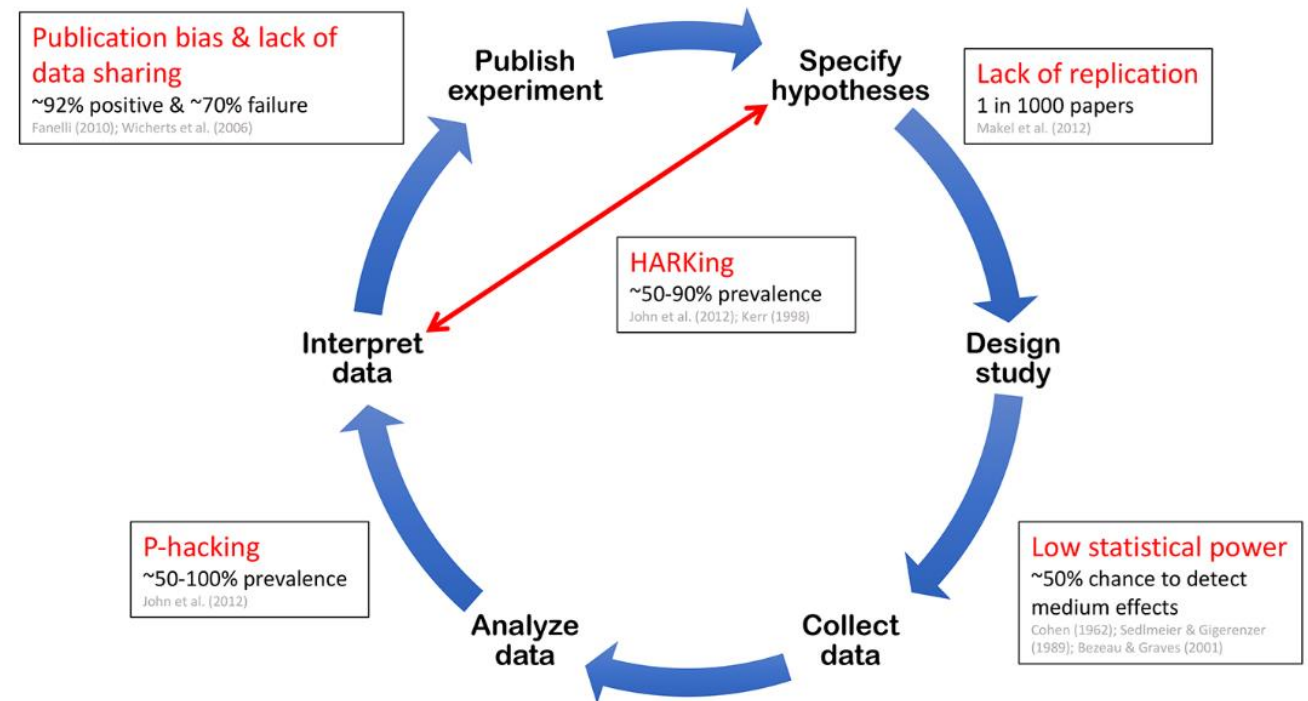 Publication bias & lack of
data sharing
~92% positive & ~70% failure
Fanelli (2010); Wicherts et al. (2006)
Publish
experiment
Specify
hypotheses
Lack of replication
1 in 1000 papers
Makel et al. (2012)
HARKing
~50-90% prevalence
John et al. (2012); Kerr (1998)
Interpret
data
Design
study
P-hacking
~50-100% prevalence
John et al. (2012)
Low statistical power
~50% chance to detect
medium effects
Cohen (1962); Sedlmeier & Gigerenzer
(1989); Bezeau & Graves (2001)
Analyze
data
Collect
data